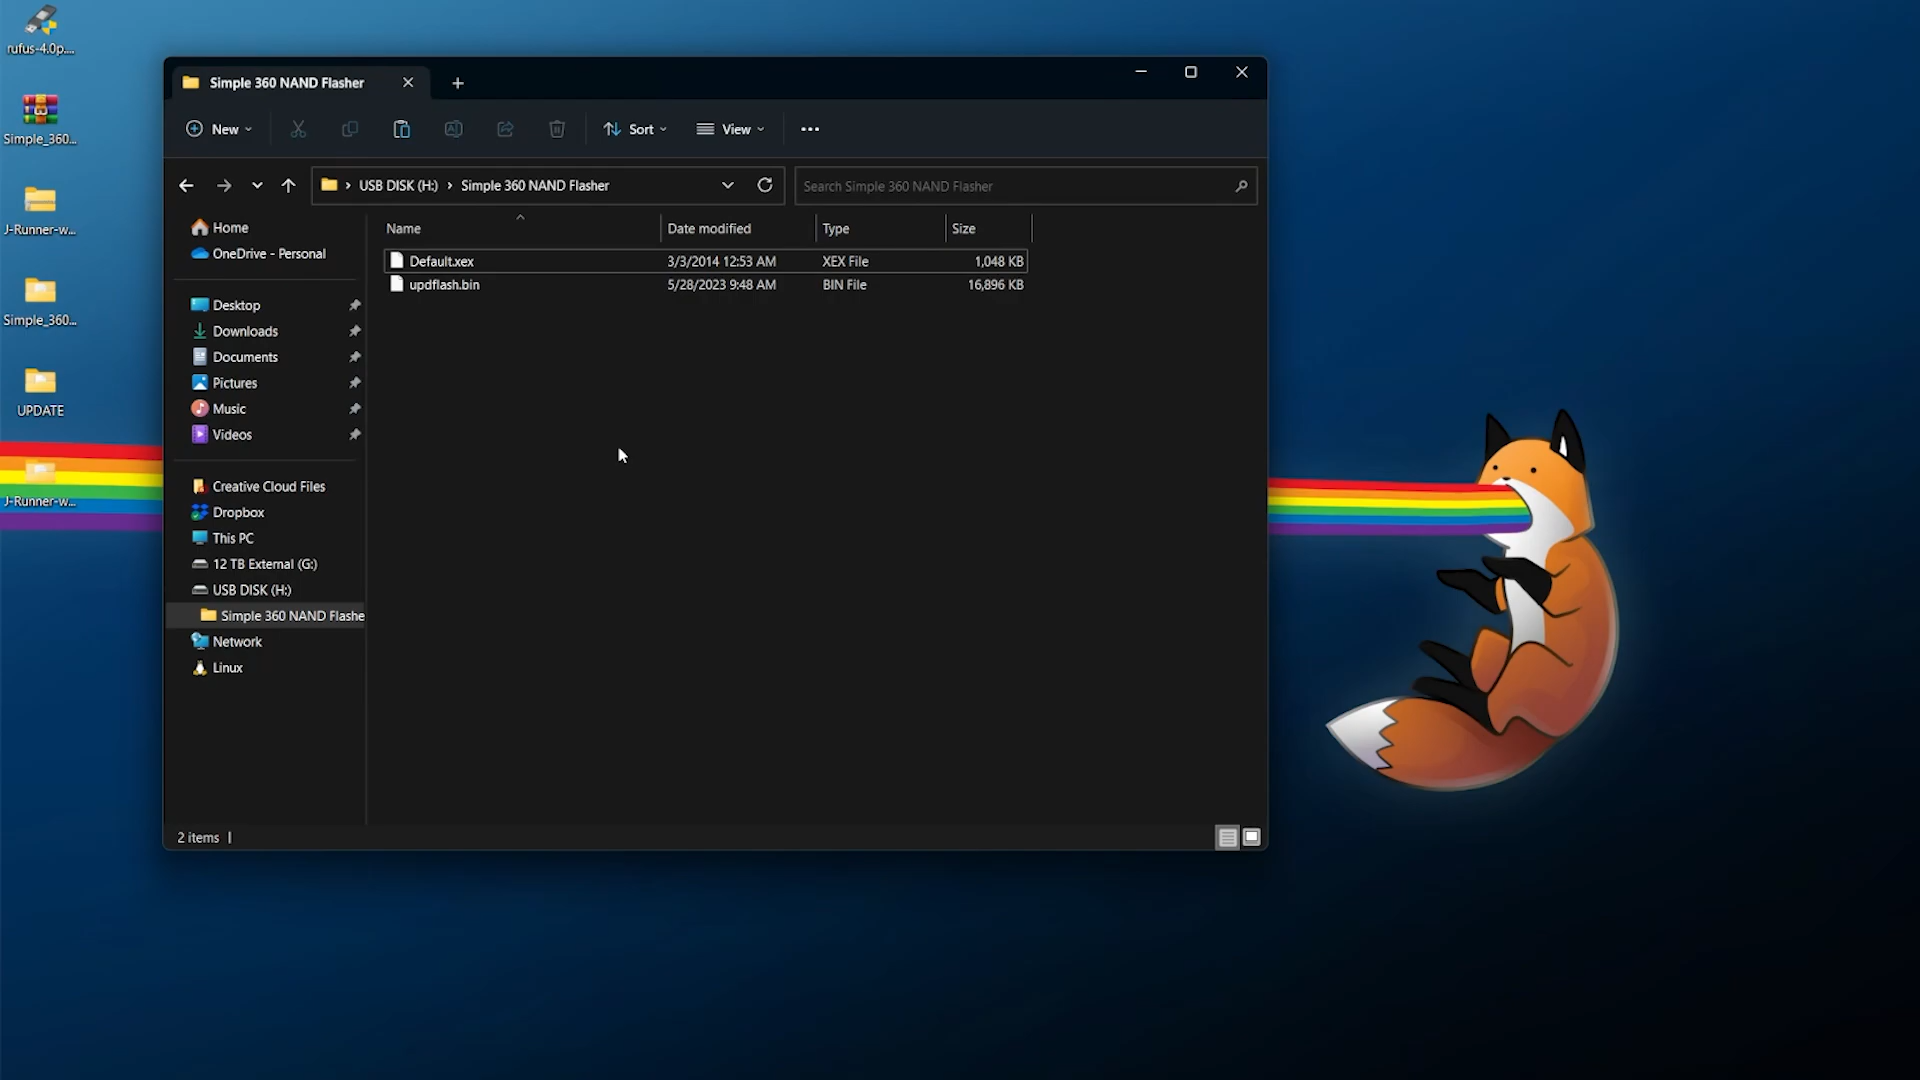 rufus-4.0p....
Simple_360...
J-Runner-w...
Simple_360...
UPDATE
J-Runner-w...
Simple 360 NAND Flasher
New
Sort
View
USB DISK (H:) Simple 360 NAND Flasher
Search Simple 360 NAND Flasher
Home
OneDrive - Personal
Desktop
Downloads
Documents
Pictures
Music
Videos
Creative Cloud Files
Dropbox
This PC
12 TB External (G:)
USB DISK (H:)
Simple 360 NAND Flashe
Network
Linux
Name Date modified Type Size
Default.xex 3/3/2014 12:53 AM XEX File 1,048 KB
updflash.bin 5/28/2023 9:48 AM BIN File 16,896 KB
2 items